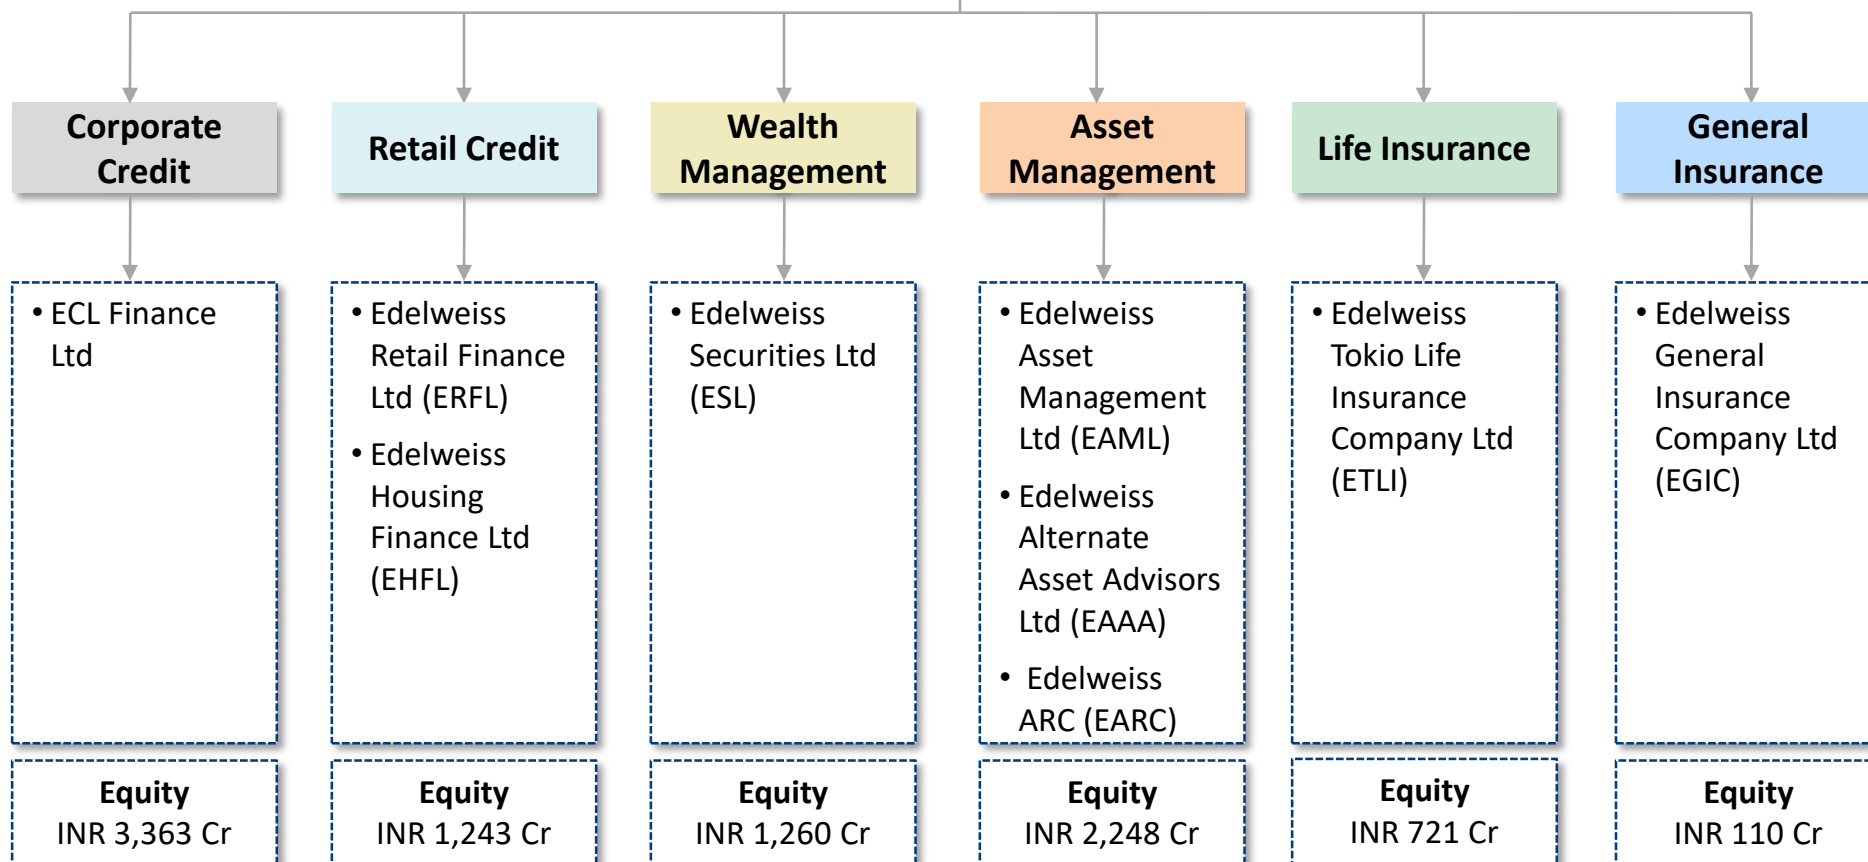 Corporate
Credit
Retail Credit
Wealth
Management
Asset
Management
Life Insurance
General
Insurance
• ECL Finance
Ltd
• Edelweiss
Retail Finance
Ltd (ERFL)
• Edelweiss
Housing
Finance Ltd
(EHFL)
• Edelweiss
Securities Ltd
(ESL)
• Edelweiss
Asset
Management
Ltd (EAML)
• Edelweiss
Alternate
Asset Advisors
Ltd (EAAA)
• Edelweiss
ARC (EARC)
• Edelweiss
Tokio Life
Insurance
Company Ltd
(ETLI)
• Edelweiss
General
Insurance
Company Ltd
(EGIC)
Equity
INR 3,363 Cr
Equity
INR 1,243 Cr
Equity
INR 1,260 Cr
Equity
INR 2,248 Cr
Equity
INR 721 Cr
Equity
INR 110 Cr